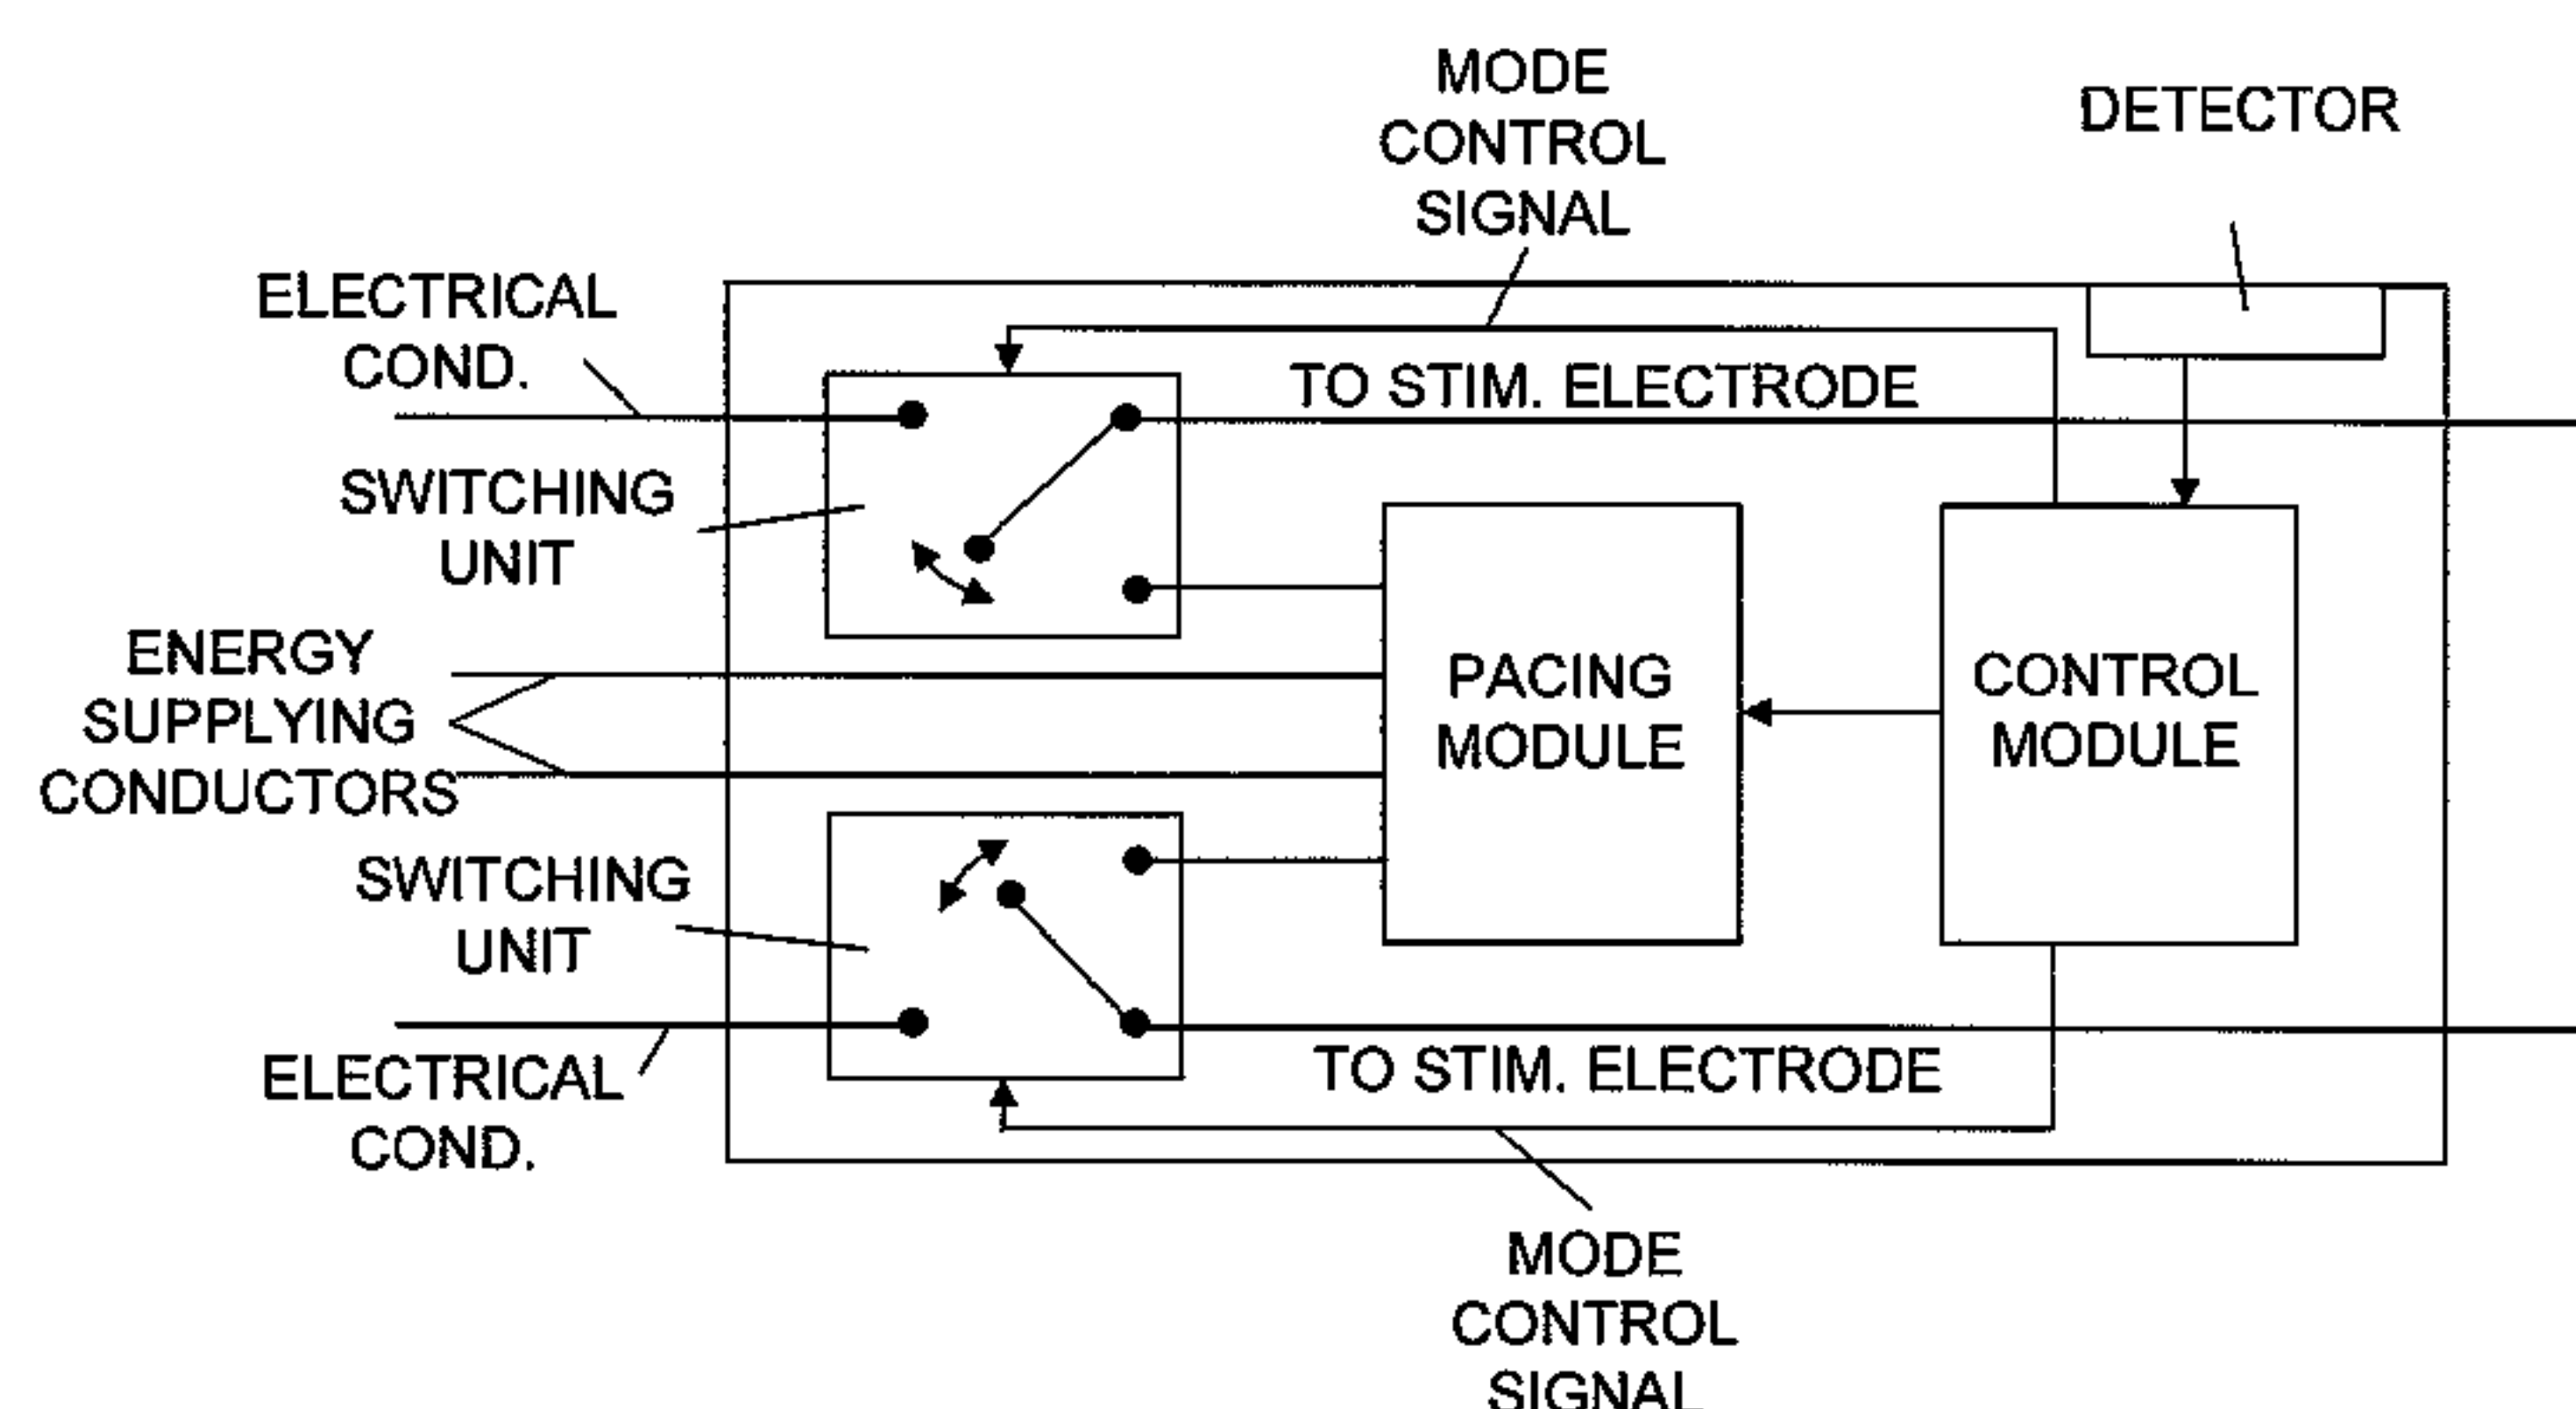 MODE
CONTROL
SIGNAL
DETECTOR
ELECTRICAL
COND.
TO STIM. ELECTRODE
SWITCHING
UNIT
ENERGY
SUPPLYING
CONDUCTORS
PACING
MODULE
CONTROL
MODULE
SWITCHING
UNIT
ELECTRICAL
COND.
TO STIM. ELECTRODE
MODE
CONTROL
SIGNAL